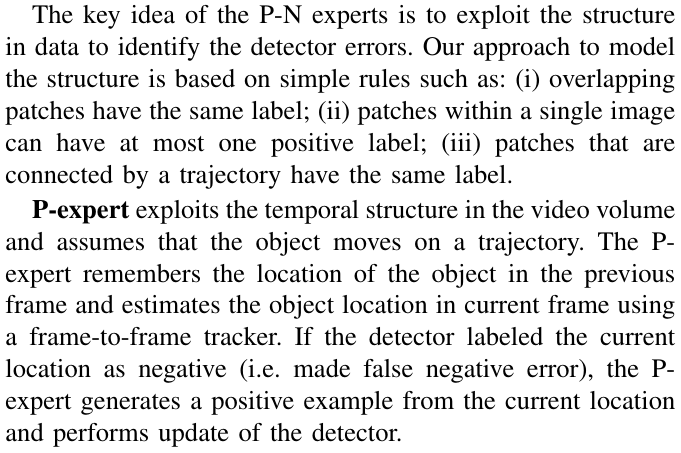 The key idea of the P-N experts is to exploit the structure
in data to identify the detector errors. Our approach to model
the structure is based on simple rules such as: (i) overlapping
patches have the same label; (ii) patches within a single image
can have at most one positive label; (iii) patches that are
connected by a trajectory have the same label.
P-expert exploits the temporal structure in the video volume
and assumes that the object moves on a trajectory. The P-
expert remembers the location of the object in the previous
frame and estimates the object location in current frame using
a frame-to-frame tracker. If the detector labeled the current
location as negative (i.e. made false negative error), the P-
expert generates a positive example from the current location
and performs update of the detector.